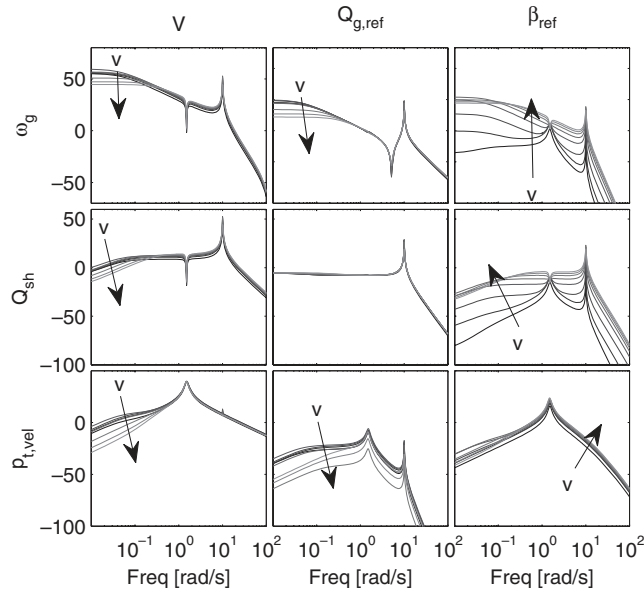 V Q_{g,ref} β_{ref}
ω_g
50
0
−50
v
v
v
Q_{sh}
50
0
−50
−100
v
v
p_{t,vel}
0
−50
−100
v
v
v
10^{−1} 10^0 10^1 10^2 10^{−1} 10^0 10^1 10^2 10^{−1} 10^0 10^1 10^2
Freq [rad/s] Freq [rad/s] Freq [rad/s]